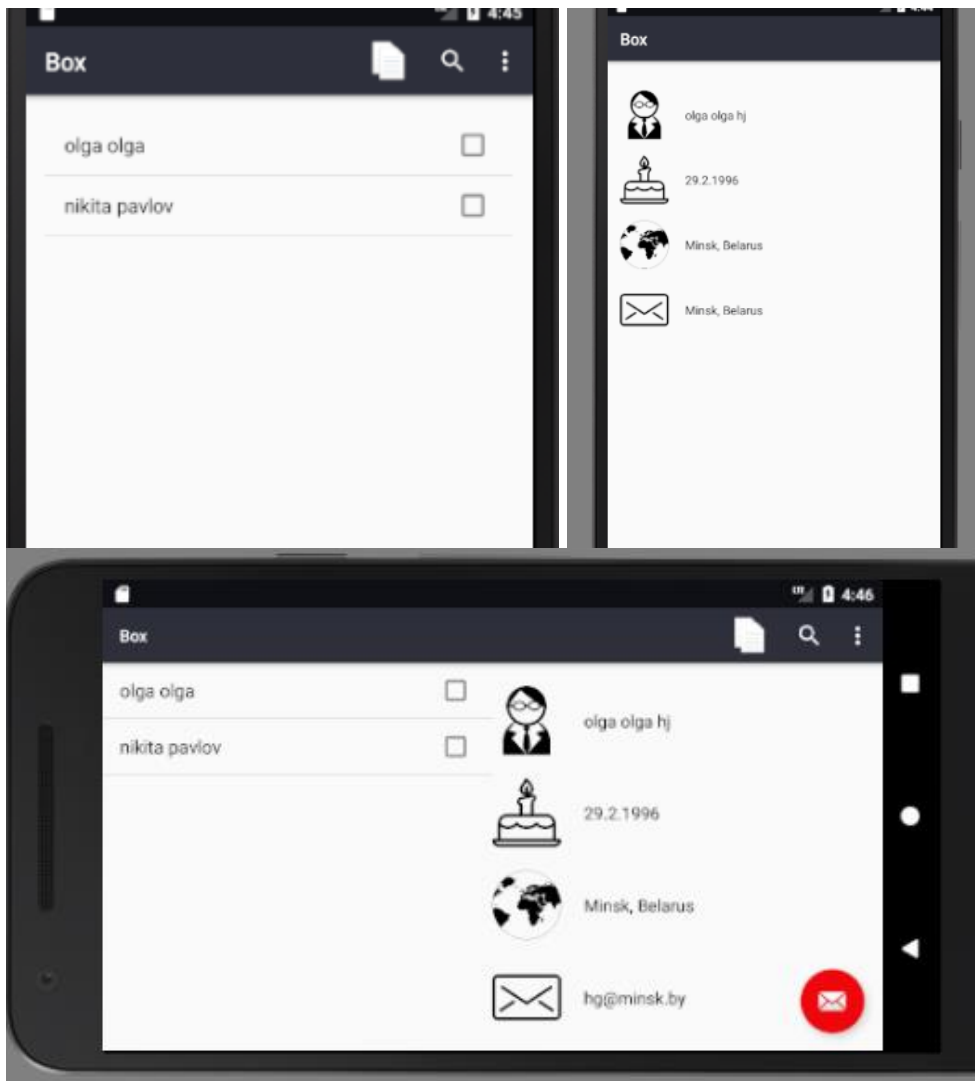 4:45
Box
olga olga
nikita pavlov
Box
olga olga hj
29.2.1996
Minsk, Belarus
Minsk, Belarus
4:46
Box
olga olga
nikita pavlov
olga olga hj
29.2.1996
Minsk, Belarus
hg@minsk.by